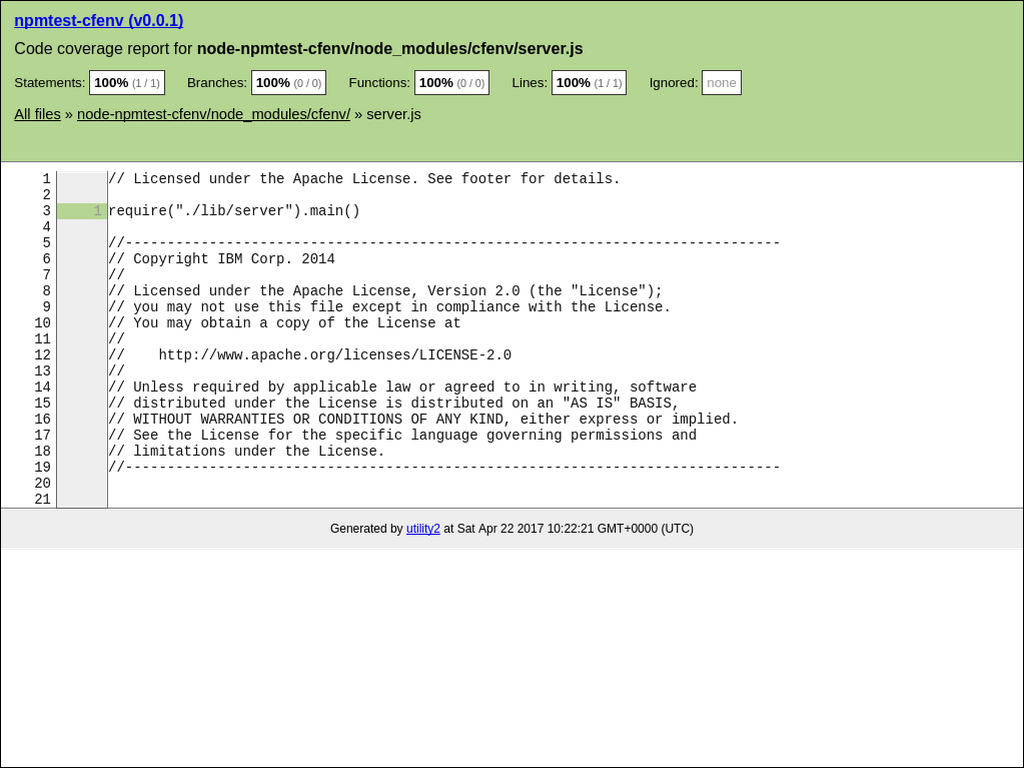 npmtest-cfenv (v0.0.1)
Code coverage report for node-npmtest-cfenv/node_modules/cfenv/server.js
Statements: 100% (1 / 1) Branches: 100% (0 / 0) Functions: 100% (0 / 0) Lines: 100% (1 / 1) Ignored: none
All files » node-npmtest-cfenv/node_modules/cfenv/ » server.js
1 // Licensed under the Apache License. See footer for details.
2
3 1 require("./lib/server").main()
4
5 //------------------------------------------------------------------------------
6 // Copyright IBM Corp. 2014
7 //
8 // Licensed under the Apache License, Version 2.0 (the "License");
9 // you may not use this file except in compliance with the License.
10 // You may obtain a copy of the License at
11 //
12 //    http://www.apache.org/licenses/LICENSE-2.0
13 //
14 // Unless required by applicable law or agreed to in writing, software
15 // distributed under the License is distributed on an "AS IS" BASIS,
16 // WITHOUT WARRANTIES OR CONDITIONS OF ANY KIND, either express or implied.
17 // See the License for the specific language governing permissions and
18 // limitations under the License.
19 //------------------------------------------------------------------------------
20
21
Generated by utility2 at Sat Apr 22 2017 10:22:21 GMT+0000 (UTC)